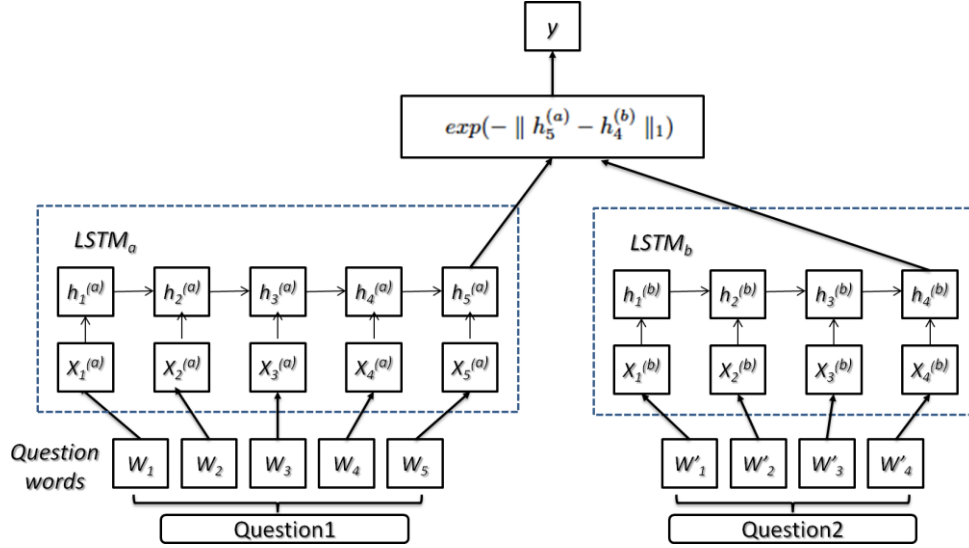 y
exp(− ‖ h₅⁽ᵃ⁾ − h₄⁽ᵇ⁾ ‖₁)
LSTMₐ
h₁⁽ᵃ⁾ h₂⁽ᵃ⁾ h₃⁽ᵃ⁾ h₄⁽ᵃ⁾ h₅⁽ᵃ⁾
X₁⁽ᵃ⁾ X₂⁽ᵃ⁾ X₃⁽ᵃ⁾ X₄⁽ᵃ⁾ X₅⁽ᵃ⁾
Question
words
W₁ W₂ W₃ W₄ W₅
Question1
LSTM_b
h₁⁽ᵇ⁾ h₂⁽ᵇ⁾ h₃⁽ᵇ⁾ h₄⁽ᵇ⁾
X₁⁽ᵇ⁾ X₂⁽ᵇ⁾ X₃⁽ᵇ⁾ X₄⁽ᵇ⁾
W'₁ W'₂ W'₃ W'₄
Question2